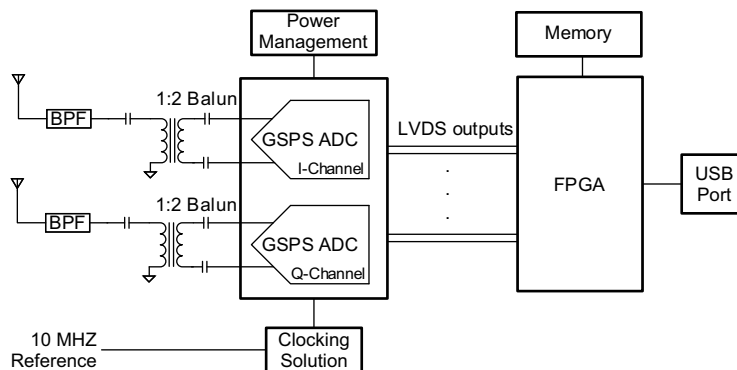 Power
Management
Memory
1:2 Balun
BPF
GSPS ADC
I-Channel
LVDS outputs
FPGA
USB
Port
1:2 Balun
BPF
GSPS ADC
Q-Channel
10 MHZ
Reference
Clocking
Solution